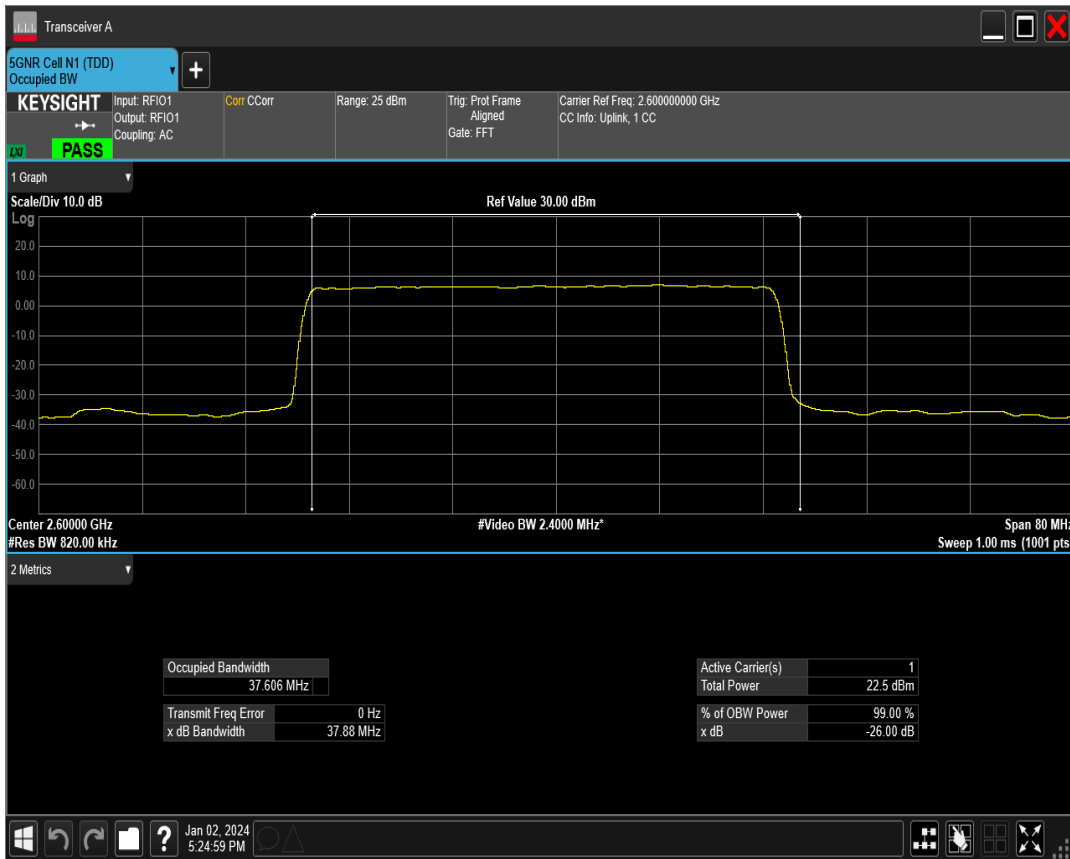 Transceiver A
5GNR Cell N1 (TDD)
Occupied BW
+
KEYSIGHT
LXI
PASS
Input: RFIO1
Output: RFIO1
Coupling: AC
Corr CCorr
Range: 25 dBm
Trig: Prot Frame
Aligned
Gate: FFT
Carrier Ref Freq: 2.600000000 GHz
CC Info: Uplink, 1 CC
1 Graph
Scale/Div 10.0 dB
Ref Value 30.00 dBm
Log
20.0
10.0
0.00
-10.0
-20.0
-30.0
-40.0
-50.0
-60.0
Center 2.60000 GHz
#Video BW 2.4000 MHz*
Span 80 MHz
#Res BW 820.00 kHz
Sweep 1.00 ms (1001 pts
2 Metrics
Occupied Bandwidth
37.606 MHz
Transmit Freq Error 0 Hz
x dB Bandwidth 37.88 MHz
Active Carrier(s) 1
Total Power 22.5 dBm
% of OBW Power 99.00 %
x dB -26.00 dB
?
Jan 02, 2024
5:24:59 PM